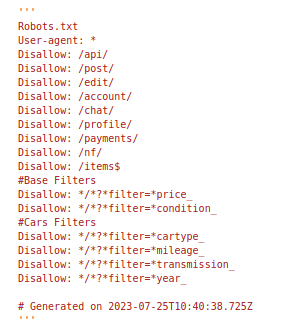 '''
Robots.txt
User-agent: *
Disallow: /api/
Disallow: /post/
Disallow: /edit/
Disallow: /account/
Disallow: /chat/
Disallow: /profile/
Disallow: /payments/
Disallow: /nf/
Disallow: /items$
#Base Filters
Disallow: */*?*filter=*price_
Disallow: */*?*filter=*condition_
#Cars Filters
Disallow: */*?*filter=*cartype_
Disallow: */*?*filter=*mileage_
Disallow: */*?*filter=*transmission_
Disallow: */*?*filter=*year_

# Generated on 2023-07-25T10:40:38.725Z
'''